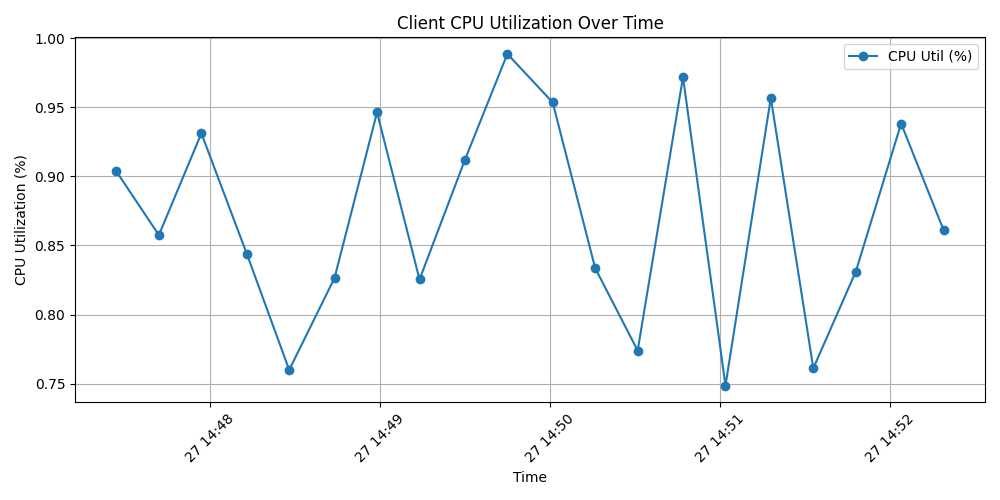 Client CPU Utilization Over Time
CPU Util (%)
CPU Utilization (%)
1.00
0.95
0.90
0.85
0.80
0.75
27 14:48
27 14:49
27 14:50
27 14:51
27 14:52
Time